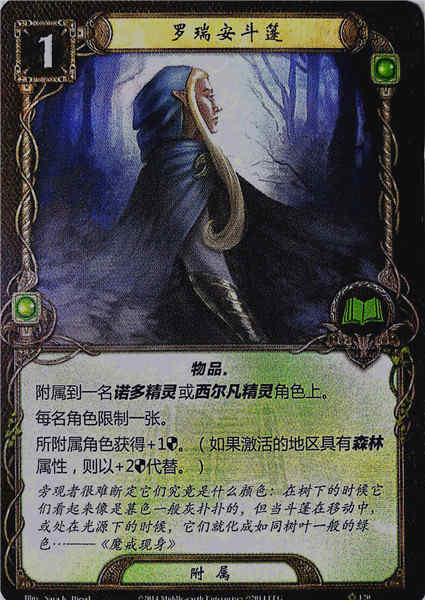 罗瑞安斗篷
1
物品。
附属到一名诺多精灵或西尔凡精灵角色上。
每名角色限制一张。
所附属角色获得+1。（如果激活的地区具有森林
属性，则以+2代替。）
旁观者很难断定它们究竟是什么颜色：在树下的时候它
们看起来像是暮色一般灰扑扑的，但当斗篷在移动中，
或处在光源下的时候，它们就化成如同树叶一般的绿
色……——《魔戒现身》
附属